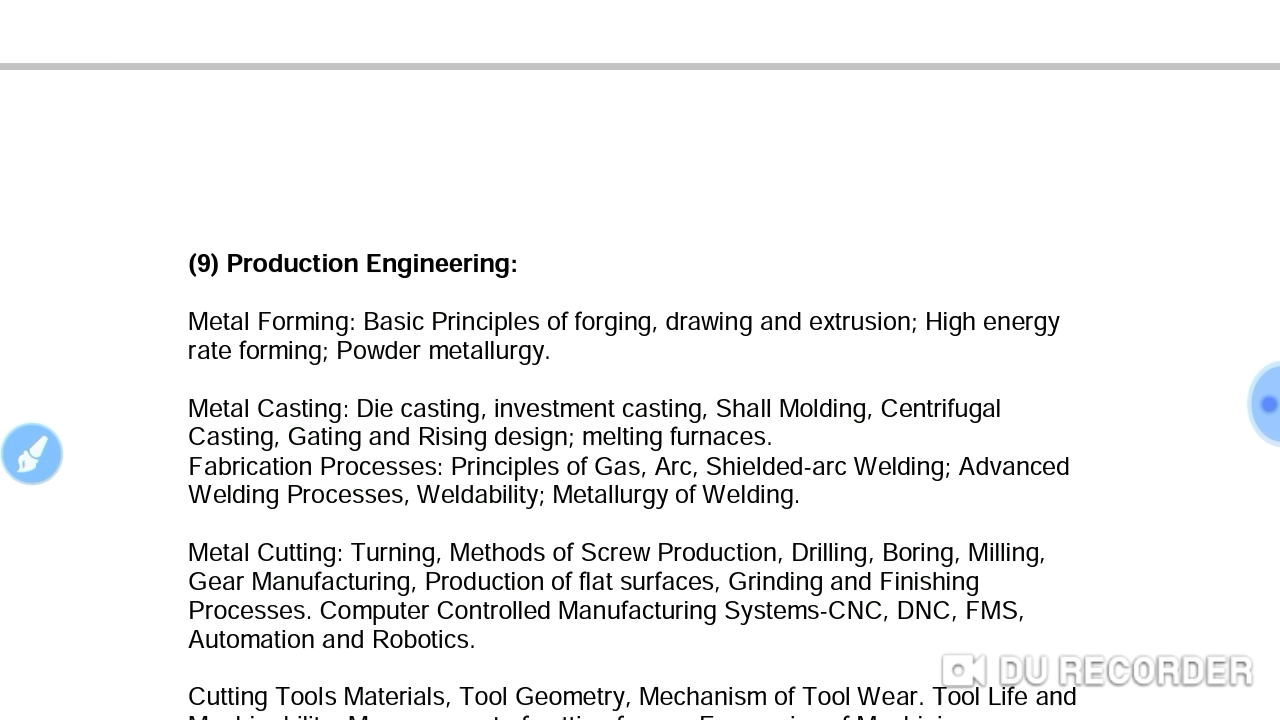 (9) Production Engineering:
Metal Forming: Basic Principles of forging, drawing and extrusion; High energy
rate forming; Powder metallurgy.
Metal Casting: Die casting, investment casting, Shall Molding, Centrifugal
Casting, Gating and Rising design; melting furnaces.
Fabrication Processes: Principles of Gas, Arc, Shielded-arc Welding; Advanced
Welding Processes, Weldability; Metallurgy of Welding.
Metal Cutting: Turning, Methods of Screw Production, Drilling, Boring, Milling,
Gear Manufacturing, Production of flat surfaces, Grinding and Finishing
Processes. Computer Controlled Manufacturing Systems-CNC, DNC, FMS,
Automation and Robotics.
DU RECORDER
Cutting Tools Materials, Tool Geometry, Mechanism of Tool Wear. Tool Life and